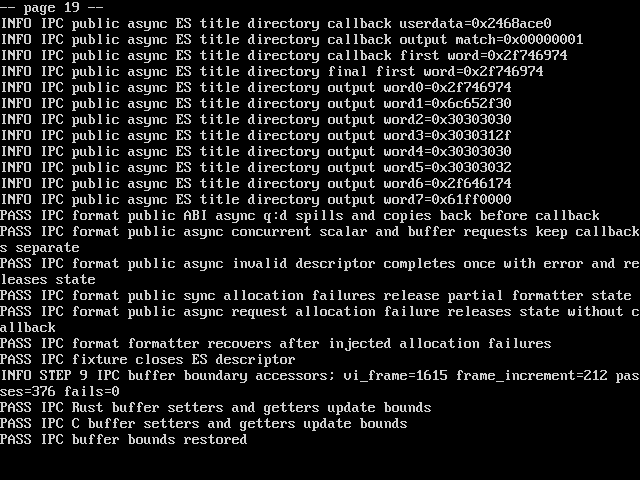 -- page 19 --
INFO IPC public async ES title directory callback userdata=0x2468ace0
INFO IPC public async ES title directory callback output match=0x00000001
INFO IPC public async ES title directory callback first word=0x2f746974
INFO IPC public async ES title directory final first word=0x2f746974
INFO IPC public async ES title directory output word0=0x2f746974
INFO IPC public async ES title directory output word1=0x6c652f30
INFO IPC public async ES title directory output word2=0x30303030
INFO IPC public async ES title directory output word3=0x3030312f
INFO IPC public async ES title directory output word4=0x30303030
INFO IPC public async ES title directory output word5=0x30303032
INFO IPC public async ES title directory output word6=0x2f646174
INFO IPC public async ES title directory output word7=0x61ff0000
PASS IPC format public ABI async q:d spills and copies back before callback
PASS IPC format public async concurrent scalar and buffer requests keep callback
s separate
PASS IPC format public async invalid descriptor completes once with error and re
leases state
PASS IPC format public sync allocation failures release partial formatter state
PASS IPC format public async request allocation failure releases state without c
allback
PASS IPC format formatter recovers after injected allocation failures
PASS IPC fixture closes ES descriptor
INFO STEP 9 IPC buffer boundary accessors; vi_frame=1615 frame_increment=212 pas
ses=376 fails=0
PASS IPC Rust buffer setters and getters update bounds
PASS IPC C buffer setters and getters update bounds
PASS IPC buffer bounds restored